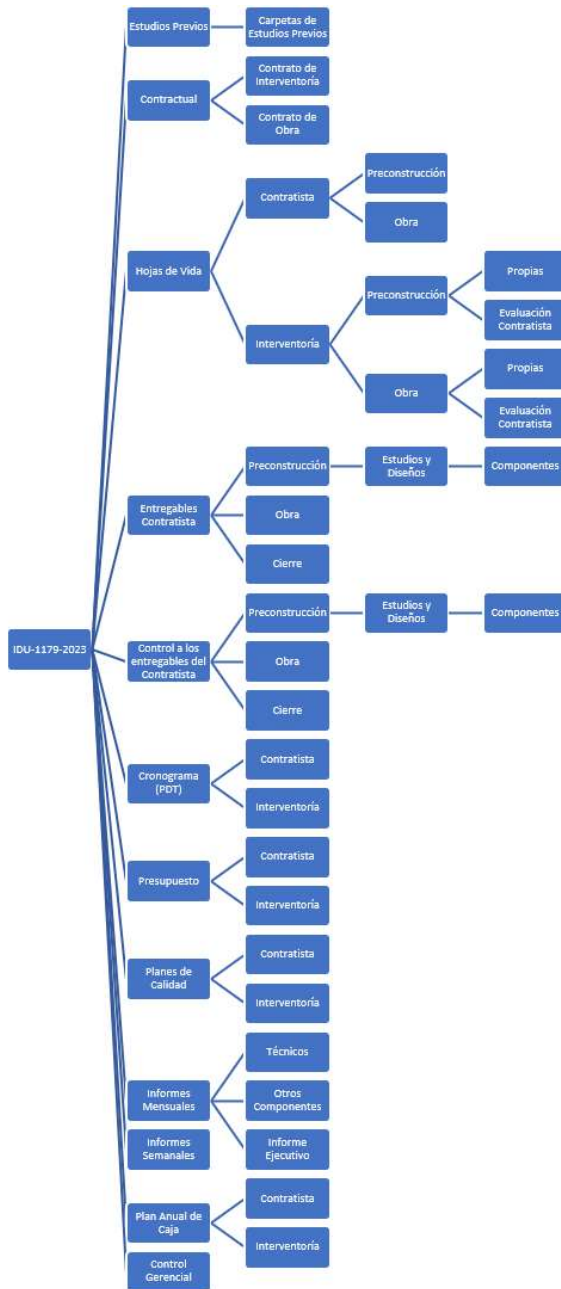 Estudios Previos
Carpetas de
Estudios Previos
Contractual
Contrato de
Interventoría
Contrato de
Obra
Hojas de Vida
Contratista
Preconstrucción
Obra
Interventoría
Preconstrucción
Propias
Evaluación
Contratista
Obra
Propias
Evaluación
Contratista
Entregables
Contratista
Preconstrucción
Estudios y
Diseños
Componentes
Obra
Cierre
IDU-1179-2023
Control a los
entregables del
Contratista
Preconstrucción
Estudios y
Diseños
Componentes
Obra
Cierre
Cronograma
(PDT)
Contratista
Interventoría
Presupuesto
Contratista
Interventoría
Planes de
Calidad
Contratista
Interventoría
Informes
Mensuales
Técnicos
Otros
Componentes
Informe
Ejecutivo
Informes
Semanales
Plan Anual de
Caja
Contratista
Interventoría
Control
Gerencial